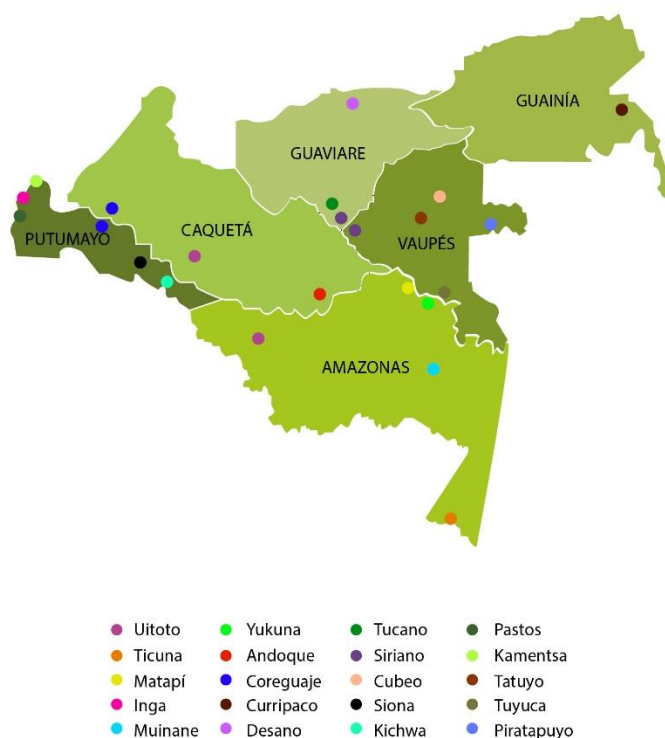 GUAINÍA
GUAVIARE
CAQUETÁ
PUTUMAYO
VAUPÉS
AMAZONAS
Uitoto Yukuna Tucano Pastos
Ticuna Andoque Siriano Kamentsa
Matapí Coreguaje Cubeo Tatuyo
Inga Curripaco Siona Tuyuca
Muinane Desano Kichwa Piratapuyo